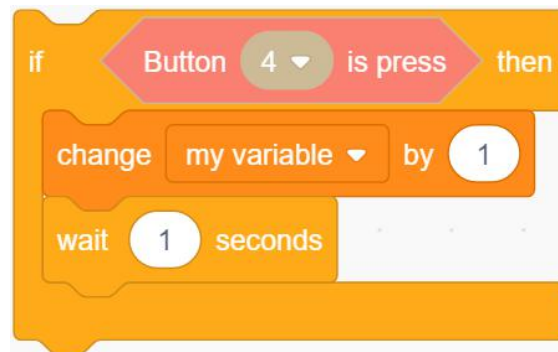 if Button 4 is press then
change my variable by 1
wait 1 seconds